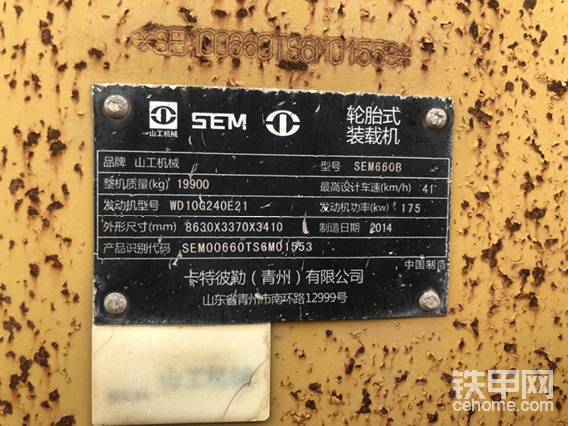 *SEM00660TS6M01553*
山工机械 SEM 轮胎式
装载机
品牌 山工机械 型号 SEM660B
整机质量(kg) 19900 最高设计车速(km/h) 41
发动机型号 WD10G240E21 发动机功率(kw) 175
外形尺寸(mm) 8630X3370X3410 制造日期 2014
产品识别代码 SEM00660TS6M01553
中国制造
卡特彼勒(青州)有限公司
山东省青州市南环路12999号
铁甲网
cehome.com